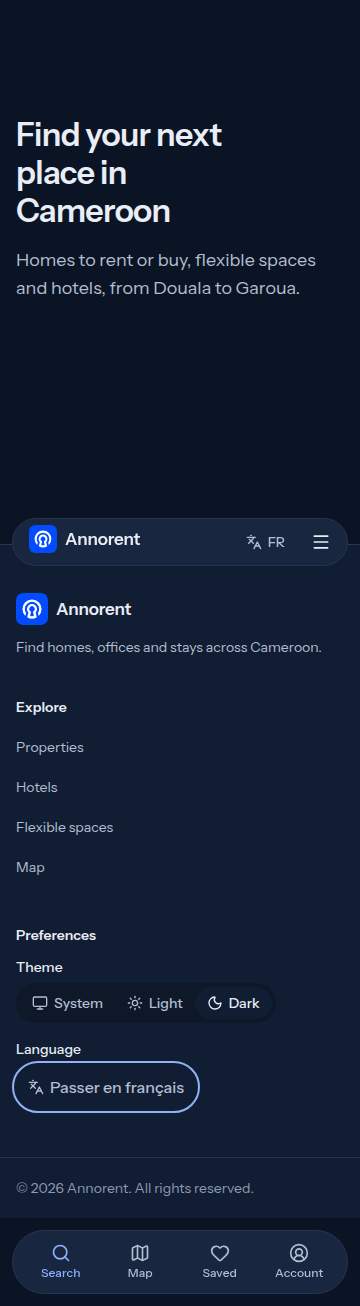 Find your next
place in
Cameroon
Homes to rent or buy, flexible spaces
and hotels, from Douala to Garoua.
Annorent FR
Annorent
Find homes, offices and stays across Cameroon.
Explore
Properties
Hotels
Flexible spaces
Map
Preferences
Theme
System Light Dark
Language
Passer en français
© 2026 Annorent. All rights reserved.
Search Map Saved Account